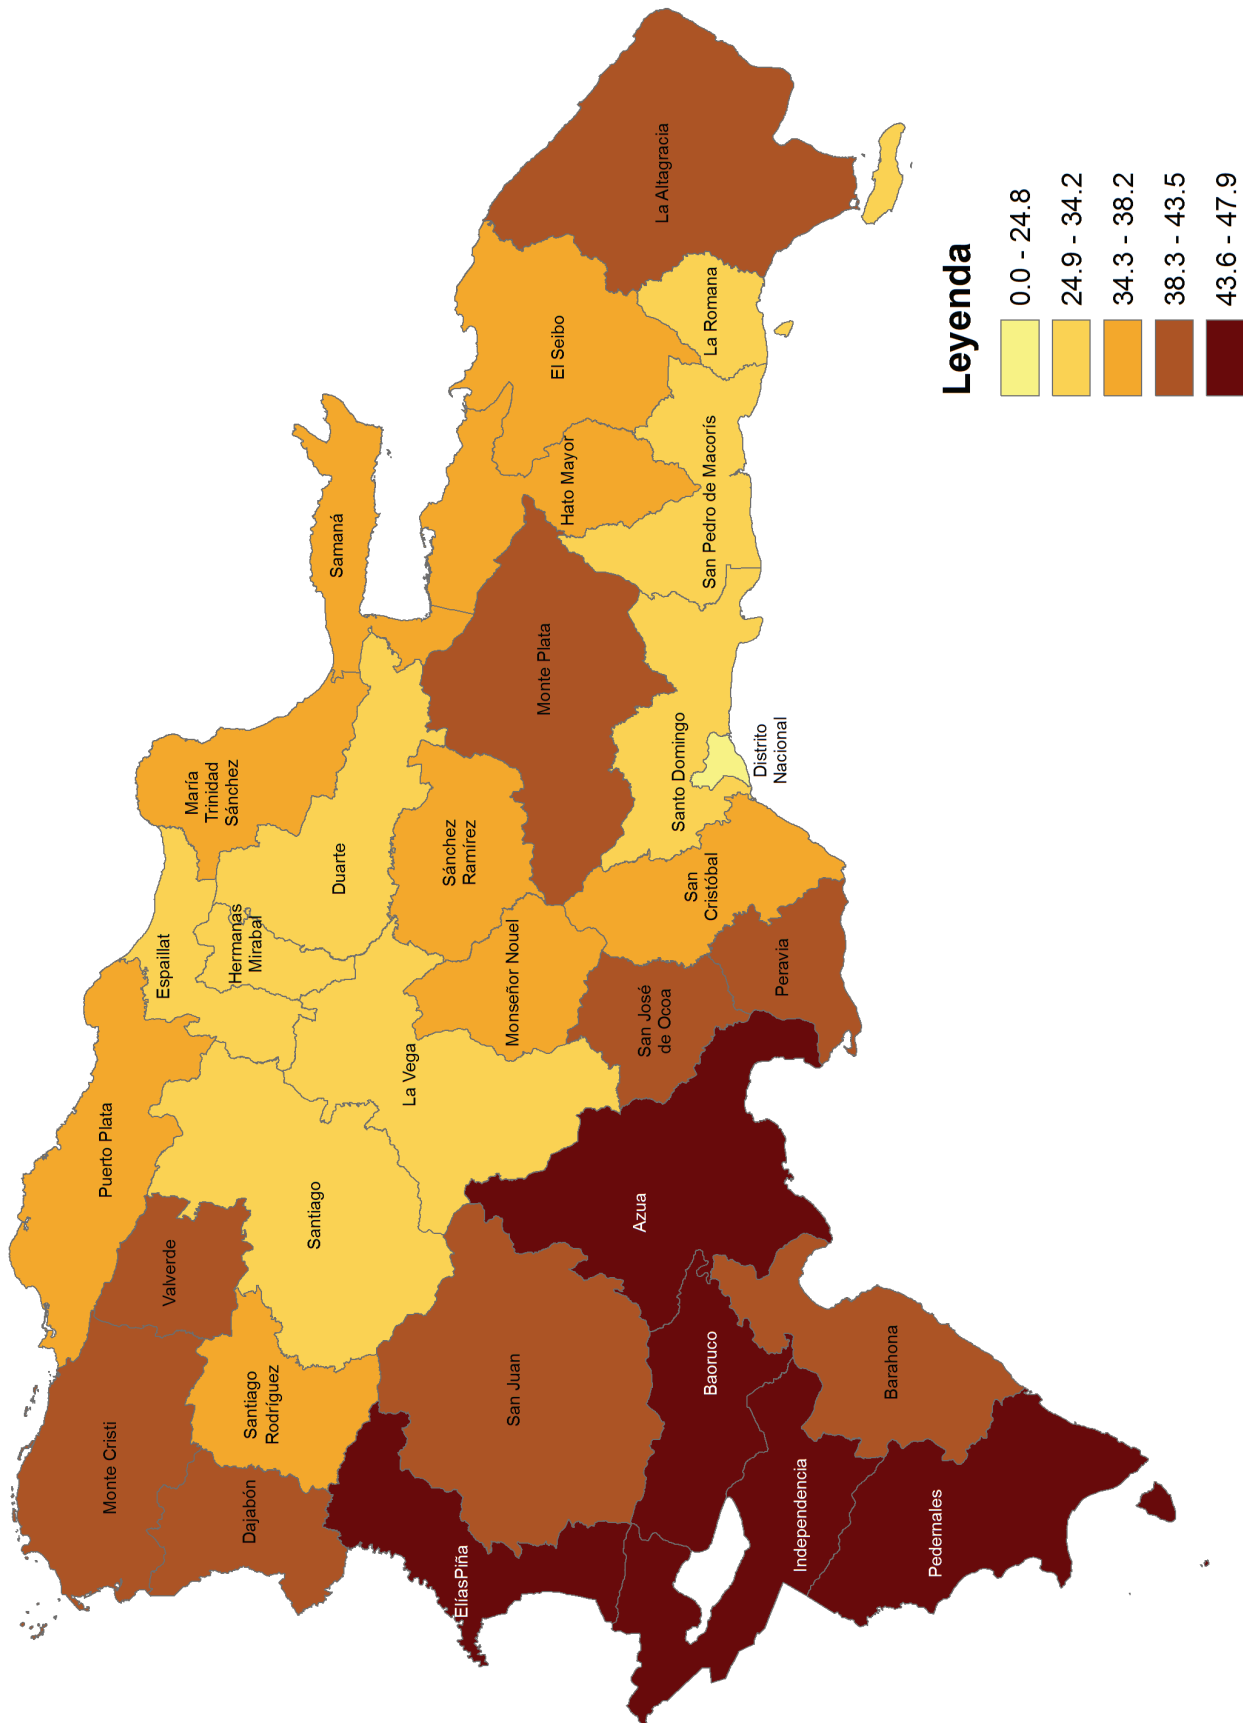 Puerto Plata
Monte Cristi
Valverde
Espaillat
María
Trinidad
Sánchez
Hermanas
Mirabal
Dajabón
Santiago
Rodríguez
Santiago
Duarte
Samaná
La Vega
Sánchez
Ramírez
ElíasPiña
San Juan
Monseñor Nouel
Monte Plata
Hato Mayor
El Seibo
La Altagracia
Azua
San José
de Ocoa
San
Cristóbal
Santo Domingo
San Pedro de Macorís
La Romana
Distrito
Nacional
Baoruco
Peravia
Independencia
Barahona
Pedernales
Leyenda
0.0 - 24.8
24.9 - 34.2
34.3 - 38.2
38.3 - 43.5
43.6 - 47.9